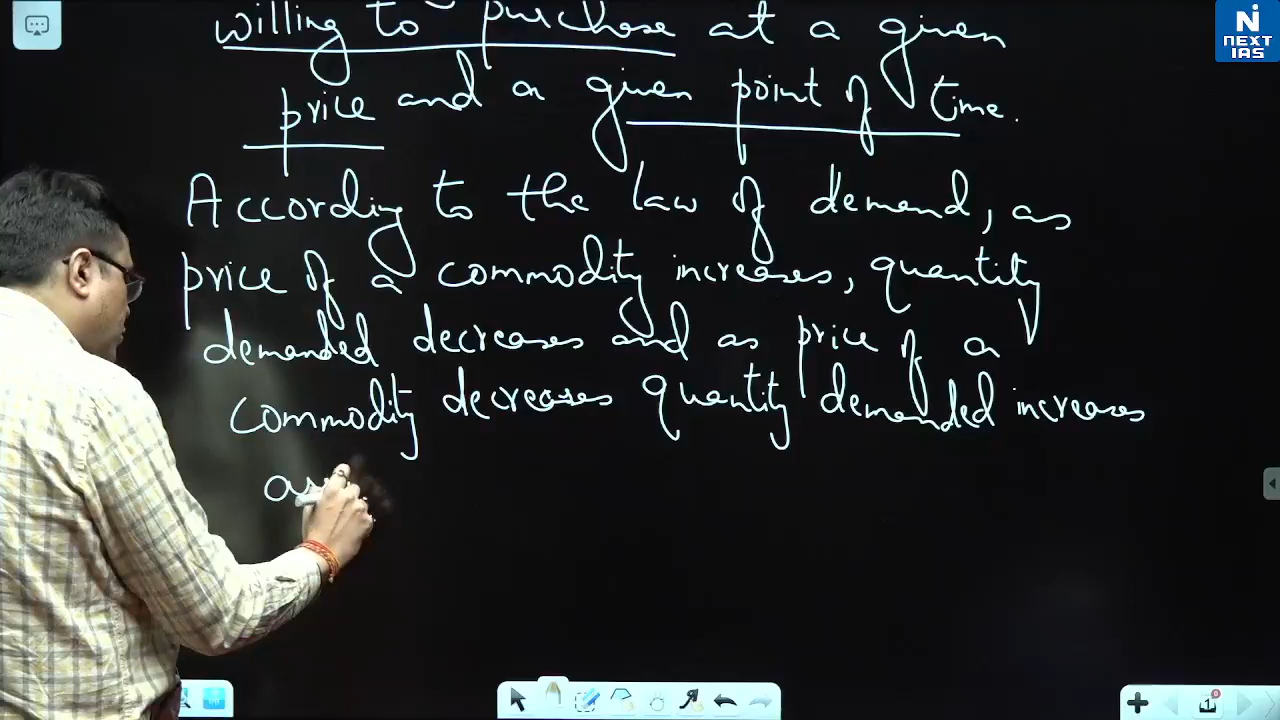 willing to purchase at a given
price and a given point of time.
According to the law of demand, as
price of a commodity increases, quantity
demanded decreases and as price of a
commodity decreases quantity demanded increases
NEXT
IAS